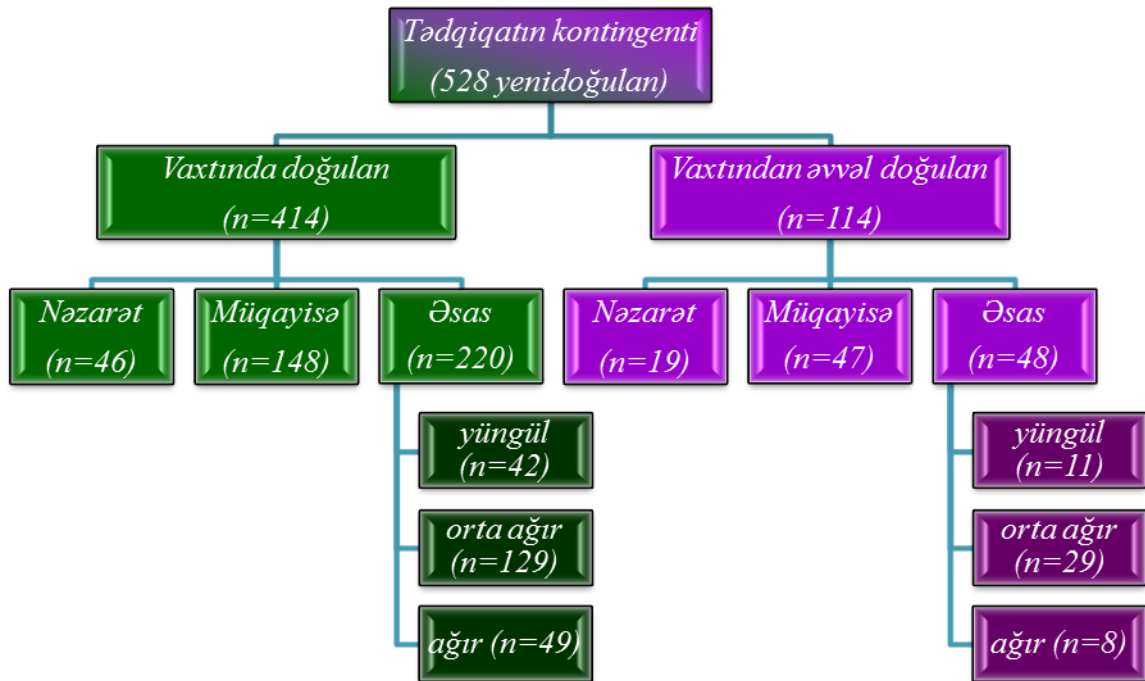 Tədqiqatın kontingenti
(528 yenidoğulan)
Vaxtında doğulan
(n=414)
Vaxtından əvvəl doğulan
(n=114)
Nəzarət
(n=46)
Müqayisə
(n=148)
Əsas
(n=220)
Nəzarət
(n=19)
Müqayisə
(n=47)
Əsas
(n=48)
yüngül
(n=42)
orta ağır
(n=129)
ağır (n=49)
yüngül
(n=11)
orta ağır
(n=29)
ağır (n=8)